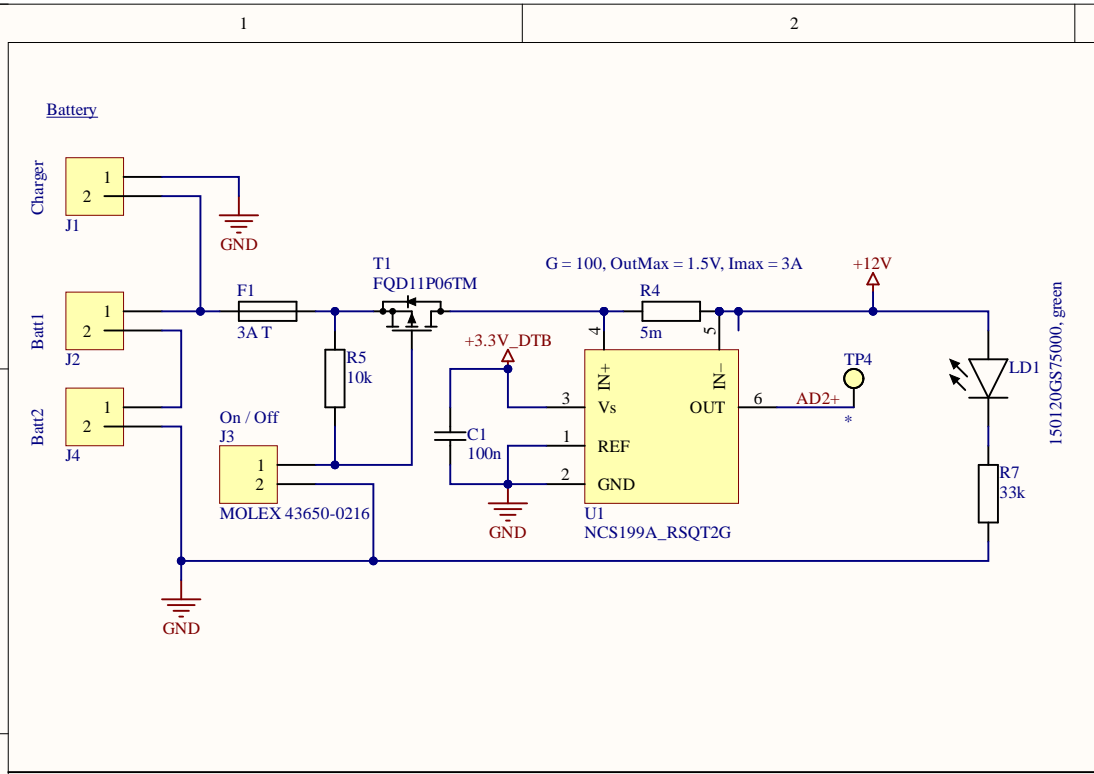 1
2
Battery
Charger
1
2
J1
GND
Batt1
1
2
J2
F1
3A T
T1
FQD11P06TM
G = 100, OutMax = 1.5V, Imax = 3A
+12V
R4
5m
4
5
+3.3V_DTB
R5
10k
IN+
IN−
TP4
LD1
150120GS75000, green
Batt2
1
2
J4
On / Off
J3
1
2
MOLEX 43650-0216
C1
100n
3
Vs
OUT
6
AD2+
*
1
REF
2
GND
U1
NCS199A_RSQT2G
GND
R7
33k
GND